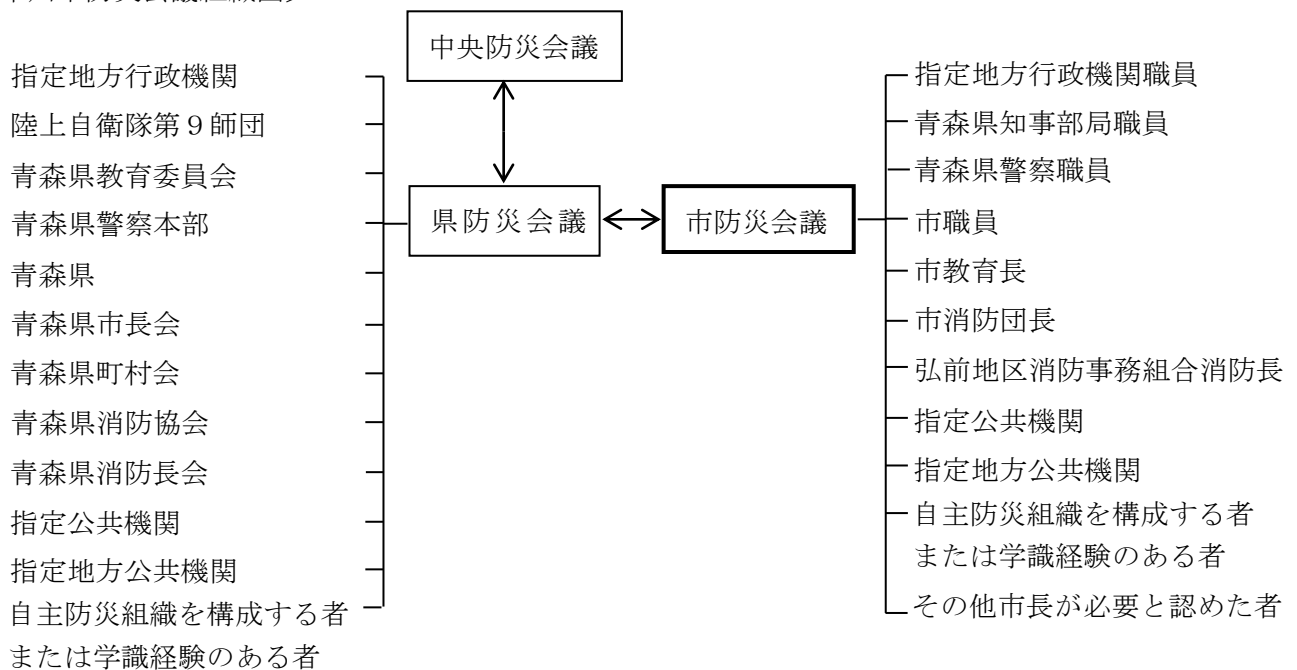 中央防災会議
指定地方行政機関
陸上自衛隊第９師団
青森県教育委員会
青森県警察本部
青森県
青森県市長会
青森県町村会
青森県消防協会
青森県消防長会
指定公共機関
指定地方公共機関
自主防災組織を構成する者
または学識経験のある者
県防災会議
市防災会議
指定地方行政機関職員
青森県知事部局職員
青森県警察職員
市職員
市教育長
市消防団長
弘前地区消防事務組合消防長
指定公共機関
指定地方公共機関
自主防災組織を構成する者
または学識経験のある者
その他市長が必要と認めた者